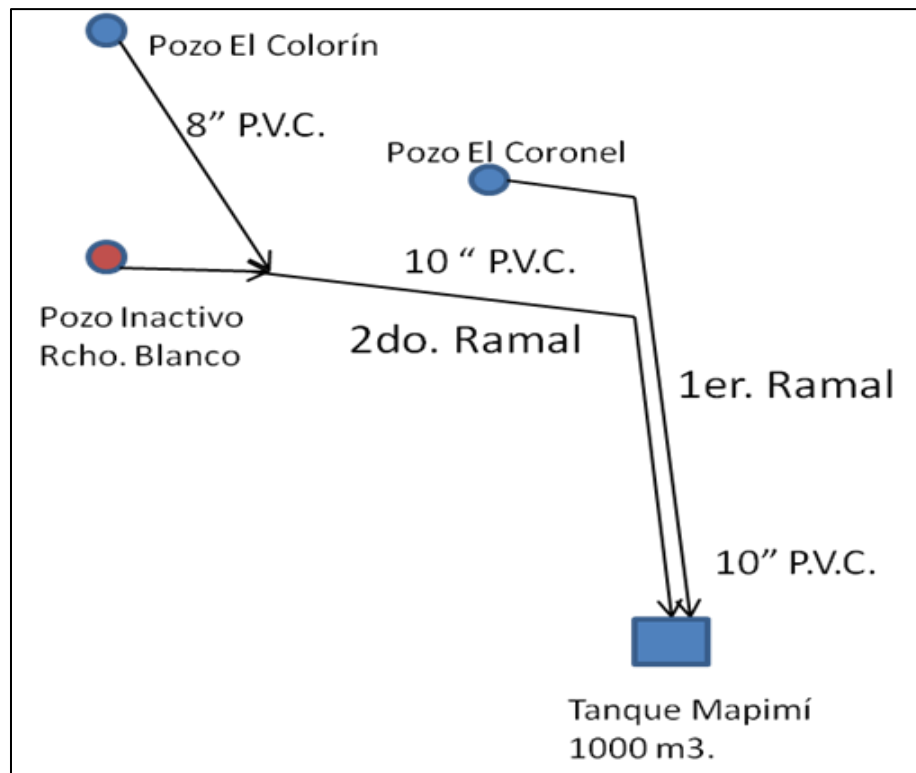 Pozo El Colorín
8” P.V.C.
Pozo El Coronel
10 “ P.V.C.
Pozo Inactivo
Rcho. Blanco
2do. Ramal
1er. Ramal
10” P.V.C.
Tanque Mapimí
1000 m3.